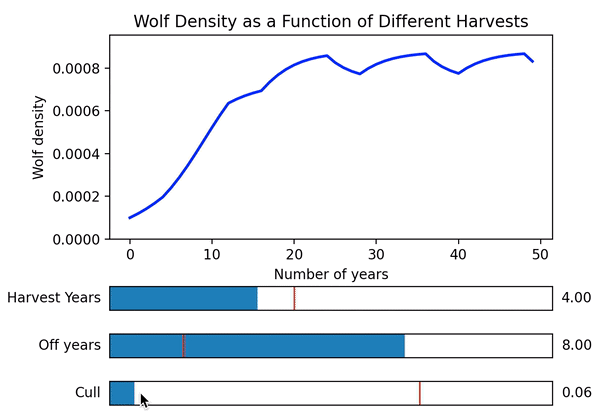 Wolf Density as a Function of Different Harvests
Wolf density
0.0008
0.0006
0.0004
0.0002
0.0000
0 10 20 30 40 50
Number of years
Harvest Years 4.00
Off years 8.00
Cull 0.06